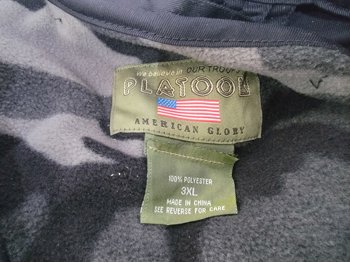 We believe in OUR TROOPS
PLATOON
AMERICAN GLORY
100% POLYESTER
3XL
MADE IN CHINA
SEE REVERSE FOR CARE